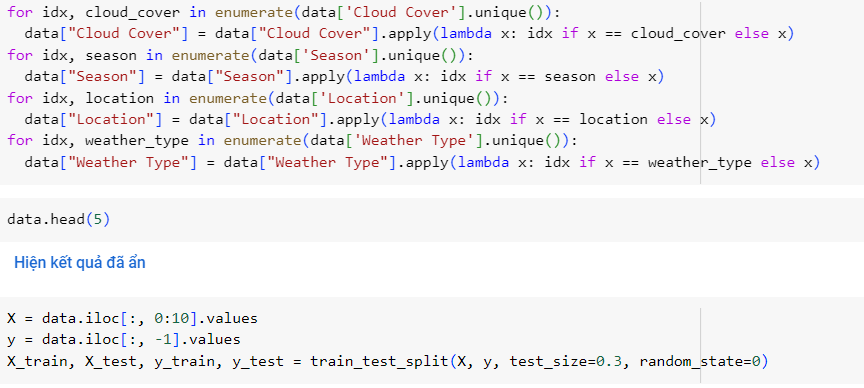 for idx, cloud_cover in enumerate(data['Cloud Cover'].unique()):
  data["Cloud Cover"] = data["Cloud Cover"].apply(lambda x: idx if x == cloud_cover else x)
for idx, season in enumerate(data['Season'].unique()):
  data["Season"] = data["Season"].apply(lambda x: idx if x == season else x)
for idx, location in enumerate(data['Location'].unique()):
  data["Location"] = data["Location"].apply(lambda x: idx if x == location else x)
for idx, weather_type in enumerate(data['Weather Type'].unique()):
  data["Weather Type"] = data["Weather Type"].apply(lambda x: idx if x == weather_type else x)
data.head(5)
Hiện kết quả đã ẩn
X = data.iloc[:, 0:10].values
y = data.iloc[:, -1].values
X_train, X_test, y_train, y_test = train_test_split(X, y, test_size=0.3, random_state=0)